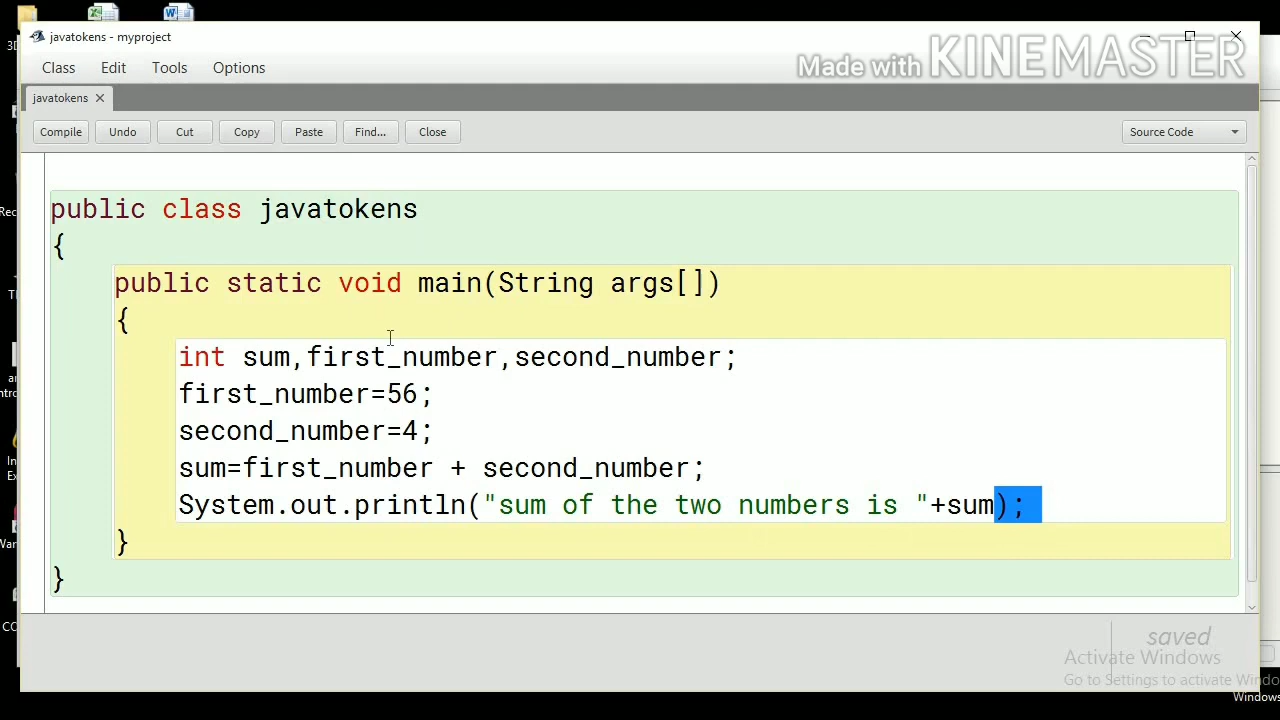 javatokens - myproject
Made with KINEMASTER
Class Edit Tools Options
javatokens
Compile Undo Cut Copy Paste Find... Close Source Code
public class javatokens
{
public static void main(String args[])
{
int sum,first_number,second_number;
first_number=56;
second_number=4;
sum=first_number + second_number;
System.out.println("sum of the two numbers is "+sum);
}
}
saved
Activate Windows
Go to Settings to activate Windo
Windows